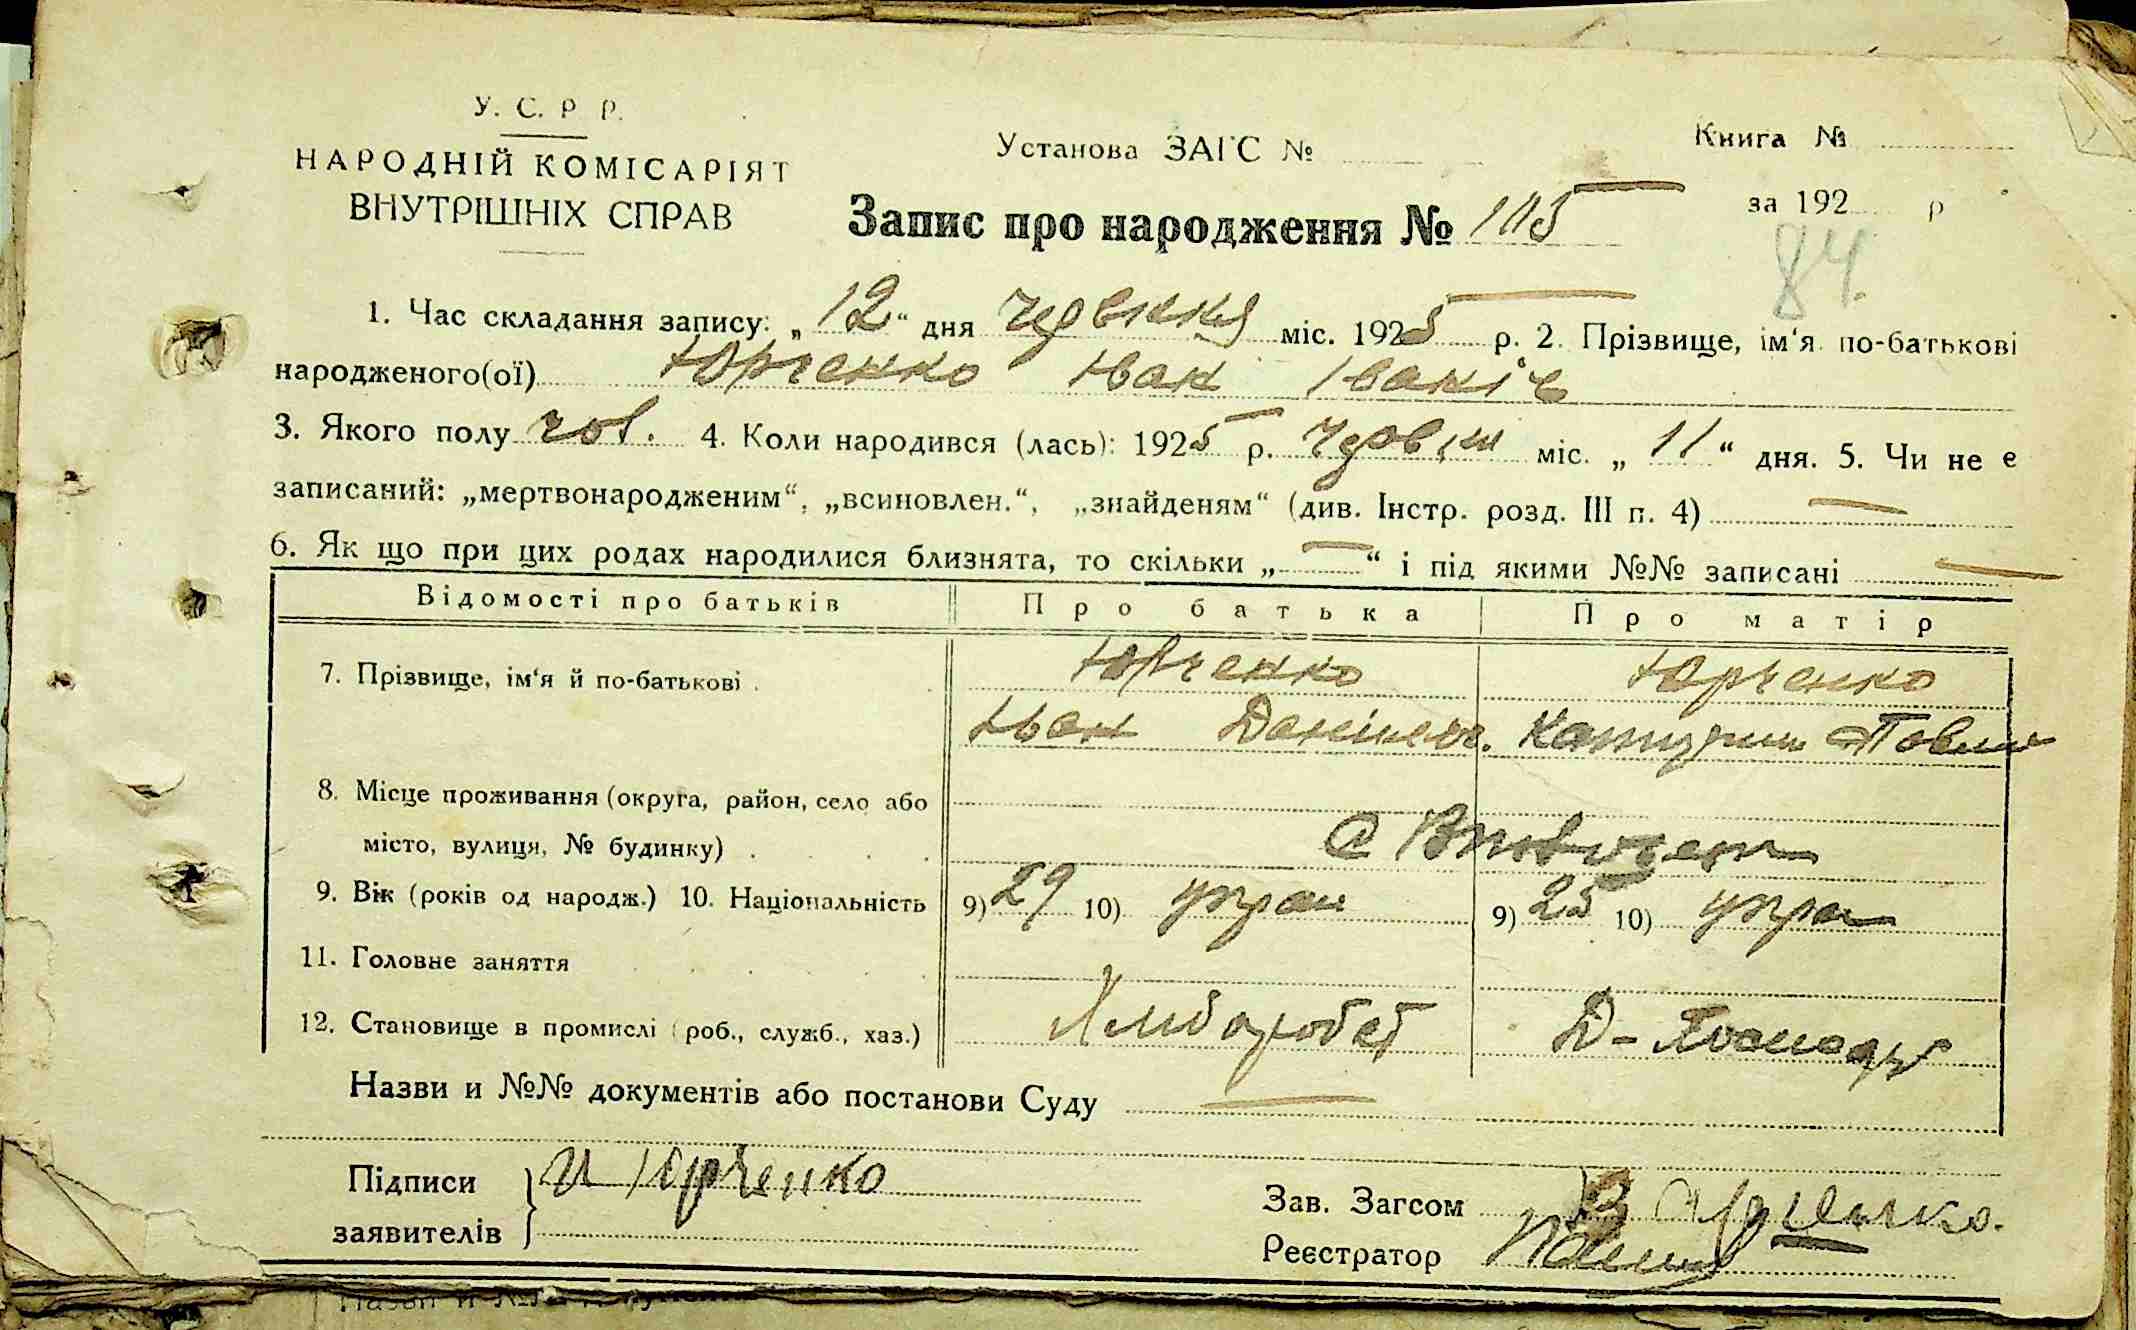 У. С. Р Р.
НАРОДНІЙ КОМІСАРІЯТ
ВНУТРІШНІХ СПРАВ
Установа ЗАГС №
Книга №
за 192 р
Запис про народження № 115
84.
1. Час складання запису: „12“ дня червня міс. 1925 р. 2. Прізвище, ім‘я по-батькові
народженого(ої) Юрченко Іван Іваніч
3. Якого полу чол. 4. Коли народився (лась): 1925 р. червня міс. „11“ дня. 5. Чи не є
записаний: „мертвонародженим“, „всиновлен.“, „знайденям“ (див. Інстр. розд. III п. 4) —
6. Як що при цих родах народилися близнята, то скільки „—“ і під якими №№ записані —
Відомості про батьків Про батька Про матір
7. Прізвище, ім‘я й по-батькові . Юрченко Юрченко
Іван Данілов. Катерина Павл
8. Місце проживання (округа, район, село або
місто, вулиця, № будинку) . С
9. Вік (років од народж.) 10. Національність 9) 29 10) украи 9) 25 10) укра
11. Головне заняття
12. Становище в промислі (роб., служб., хаз.) Хлібороб Д-
Назви и №№ документів або постанови Суду —
Підписи И Юрченко
заявителів
Зав. Загсом
Реєстратор